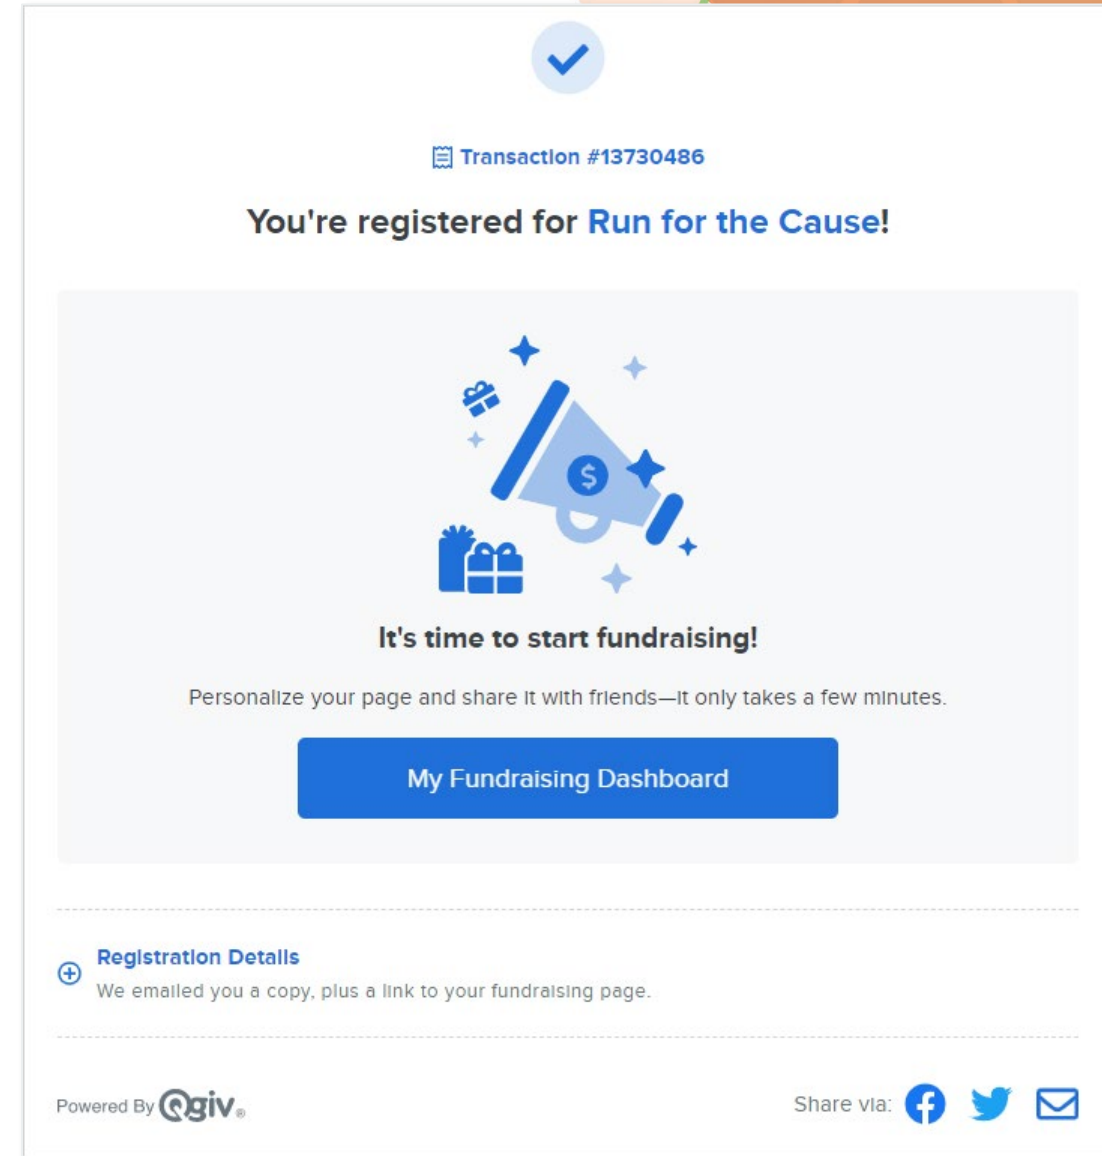 Transaction #13730486
You're registered for Run for the Cause!
$
It's time to start fundraising!
Personalize your page and share it with friends—it only takes a few minutes.
My Fundraising Dashboard
Registration Details
We emailed you a copy, plus a link to your fundraising page.
Powered By Qgiv®
Share via: